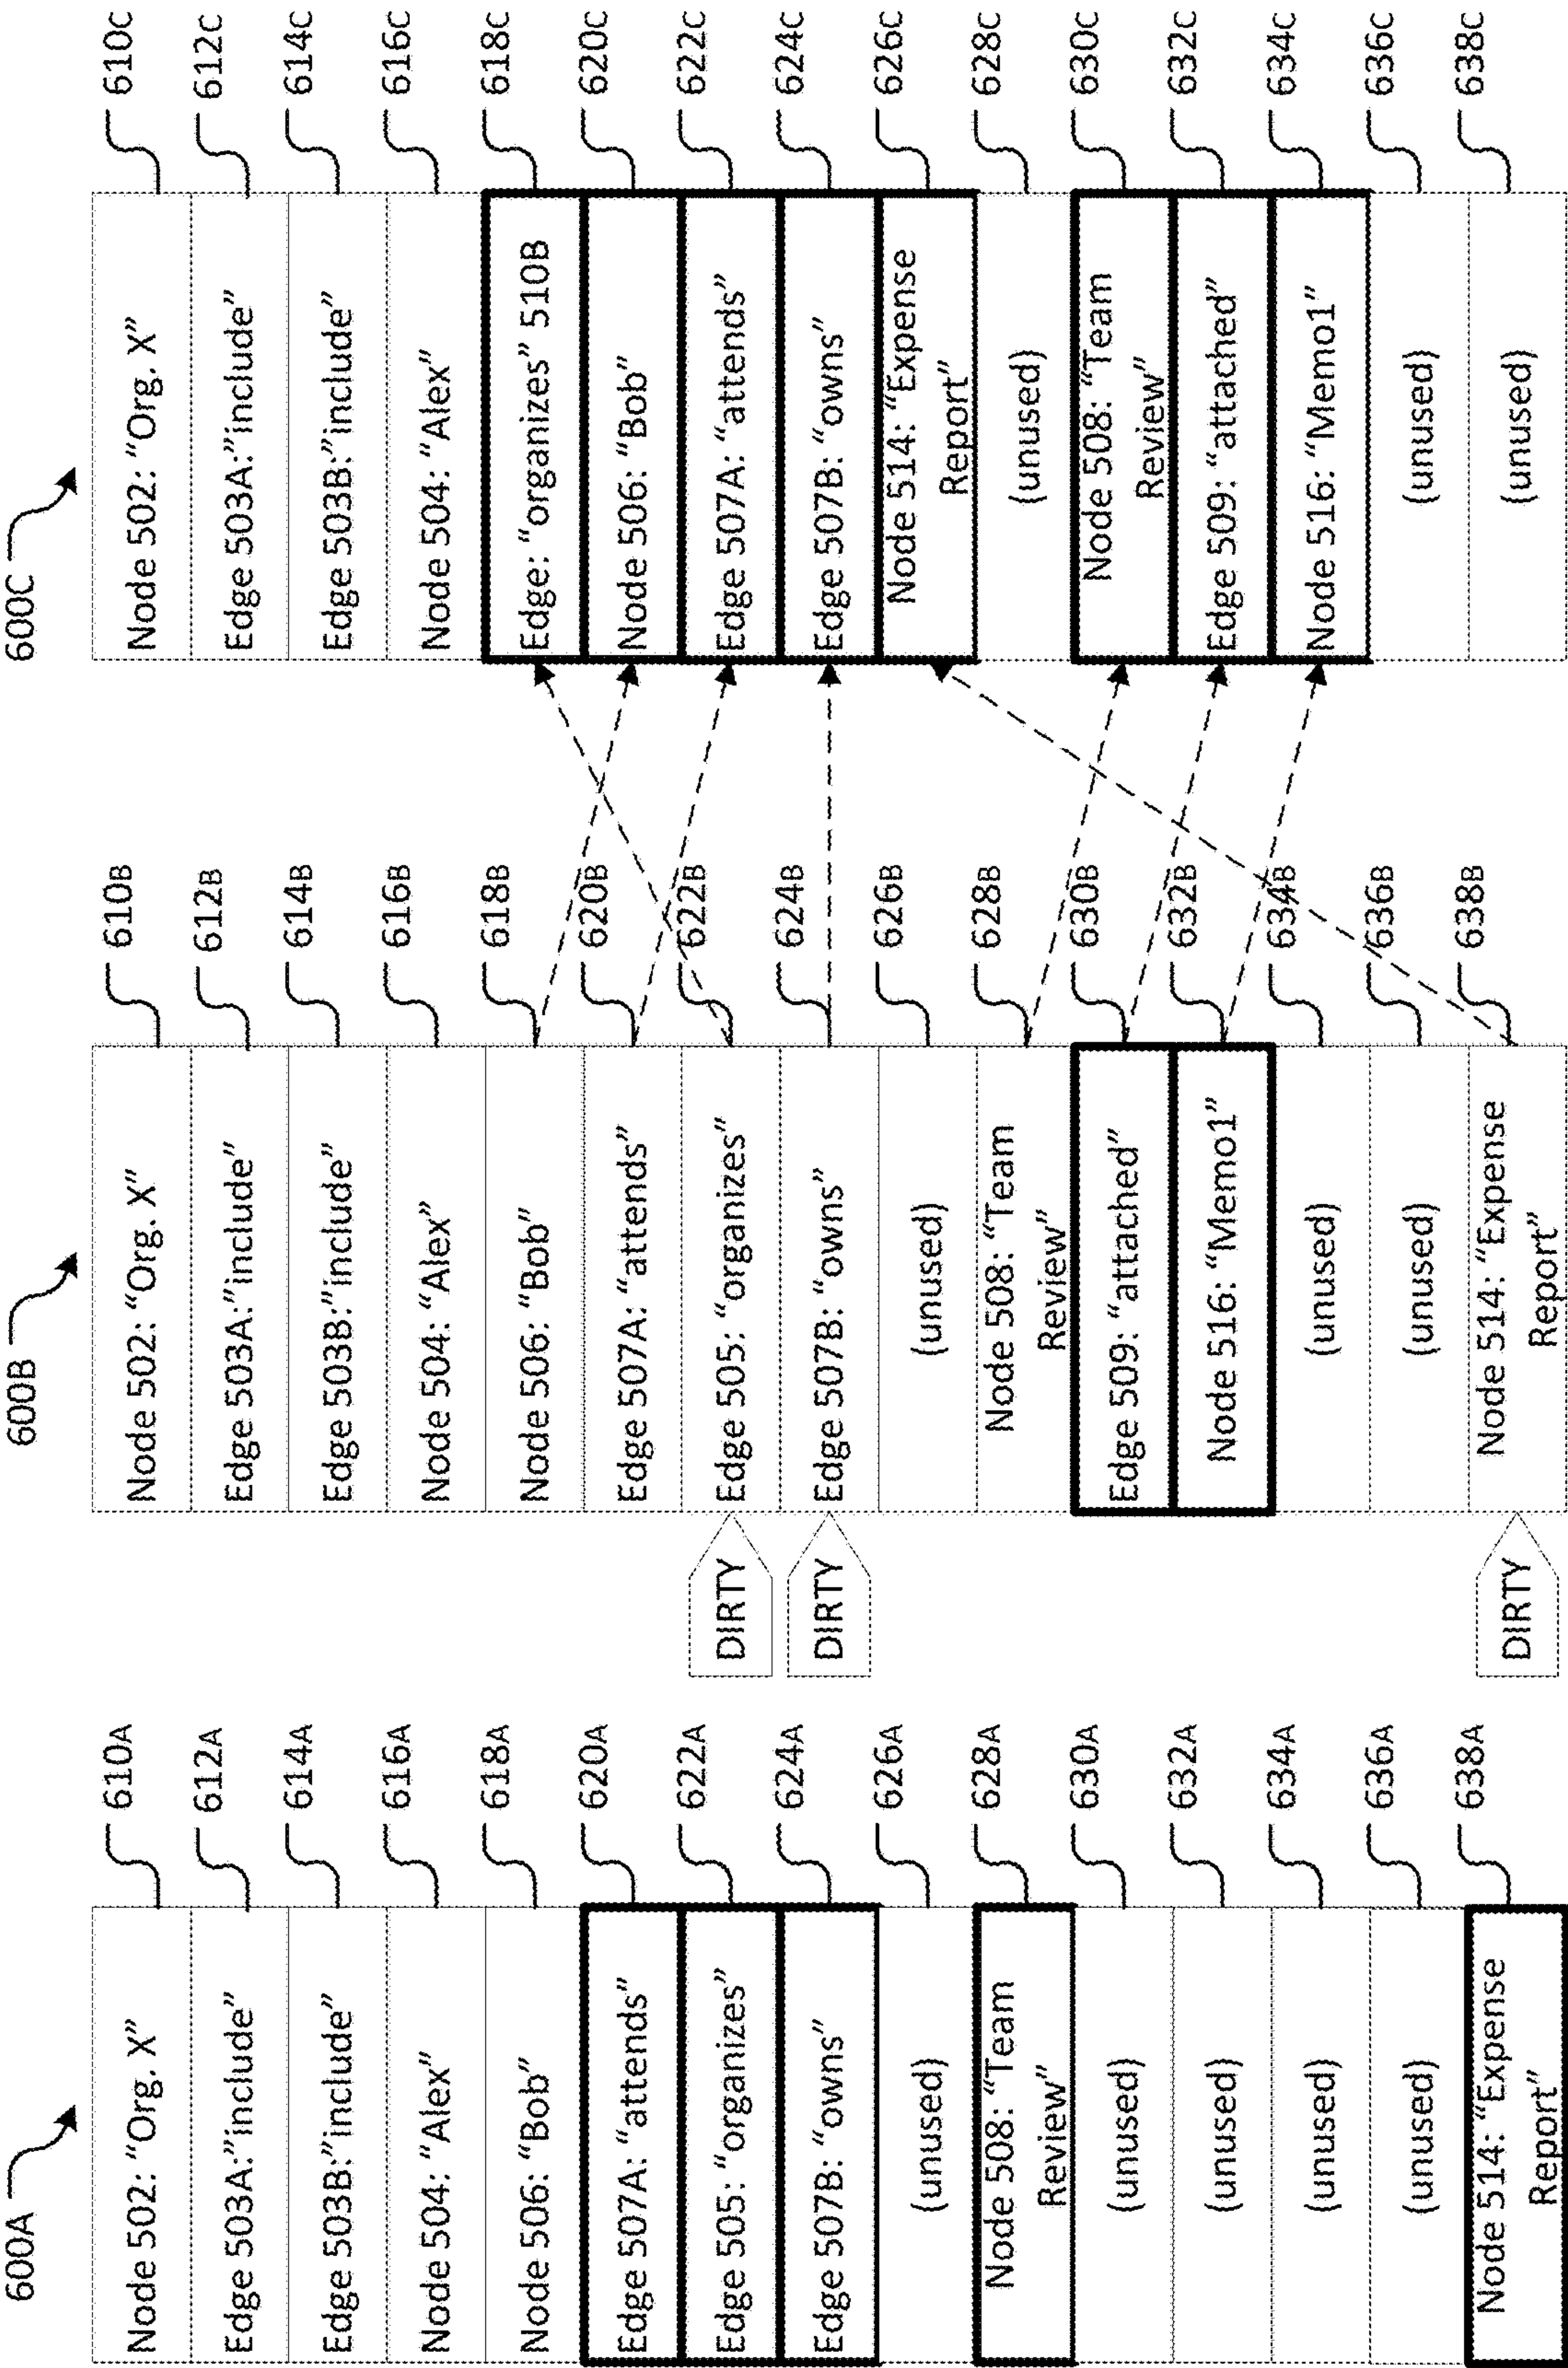 600A
Node 502: “Org. X”
610A
Edge 503A:”include”
612A
Edge 503B:”include”
614A
Node 504: “Alex”
616A
Node 506: “Bob”
618A
Edge 507A: “attends”
620A
Edge 505: “organizes”
622A
Edge 507B: “owns”
624A
(unused)
626A
Node 508: “Team
Review”
628A
(unused)
630A
(unused)
632A
(unused)
634A
(unused)
636A
Node 514: “Expense
Report”
638A
600B
Node 502: “Org. X”
610B
Edge 503A:”include”
612B
Edge 503B:”include”
614B
Node 504: “Alex”
616B
Node 506: “Bob”
618B
Edge 507A: “attends”
620B
DIRTY
Edge 505: “organizes”
622B
DIRTY
Edge 507B: “owns”
624B
(unused)
626B
Node 508: “Team
Review”
628B
Edge 509: “attached”
630B
Node 516: “Memo1”
632B
(unused)
634B
(unused)
636B
DIRTY
Node 514: “Expense
Report”
638B
600C
Node 502: “Org. X”
610C
Edge 503A:”include”
612C
Edge 503B:”include”
614C
Node 504: “Alex”
616C
Edge: “organizes” 510B
618C
Node 506: “Bob”
620C
Edge 507A: “attends”
622C
Edge 507B: “owns”
624C
Node 514: “Expense
Report”
626C
(unused)
628C
Node 508: “Team
Review”
630C
Edge 509: “attached”
632C
Node 516: “Memo1”
634C
(unused)
636C
(unused)
638C